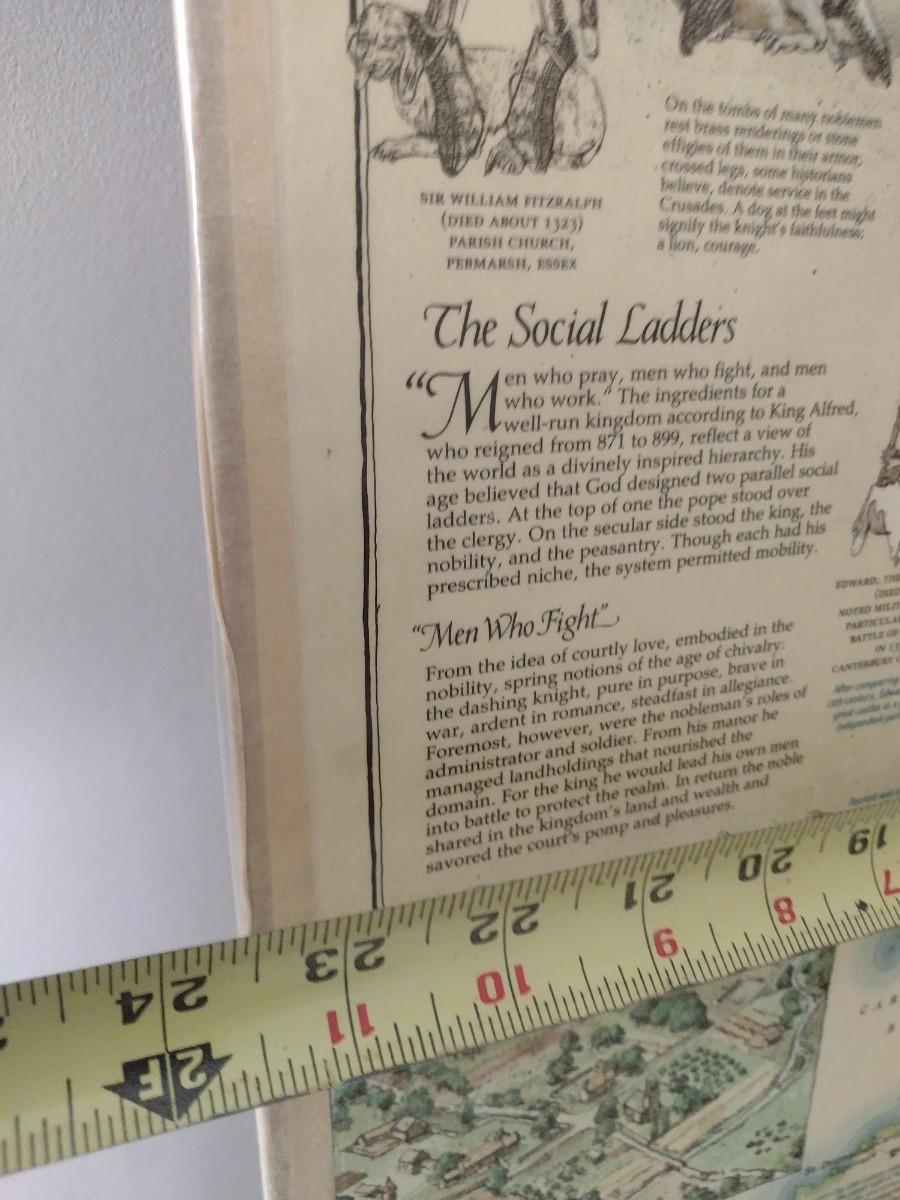 On the tombs of many noblemen
rest brass renderings or stone
effigies of them in their armor,
crossed legs, some historians
believe, denote service in the
Crusades. A dog at the feet might
signify the knight's faithfulness;
a lion, courage.
SIR WILLIAM FITZRALPH
(DIED ABOUT 1323)
PARISH CHURCH,
PEBMARSH, ESSEX
The Social Ladders
"Men who pray, men who fight, and men
who work." The ingredients for a
well-run kingdom according to King Alfred,
who reigned from 871 to 899, reflect a view of
the world as a divinely inspired hierarchy. His
age believed that God designed two parallel social
ladders. At the top of one the pope stood over
the clergy. On the secular side stood the king, the
nobility, and the peasantry. Though each had his
prescribed niche, the system permitted mobility.
"Men Who Fight"
From the idea of courtly love, embodied in the
nobility, spring notions of the age of chivalry:
the dashing knight, pure in purpose, brave in
war, ardent in romance, steadfast in allegiance.
Foremost, however, were the nobleman's roles of
administrator and soldier. From his manor he
managed landholdings that nourished the
domain. For the king he would lead his own men
into battle to protect the realm. In return the noble
shared in the kingdom's land and wealth and
savored the court's pomp and pleasures.
EDWARD, THE
(DIED
NOTED MILIT
PARTICULA
BATTLE OF
IN 13
CANTERBURY C
After conquering
24 23 22 21 20 19
2F 11 10 9 8 7
CAR
B